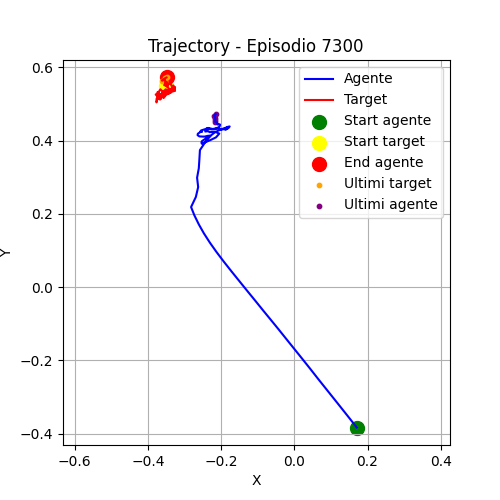 Trajectory - Episodio 7300
Agente
Target
Start agente
Start target
End agente
Ultimi target
Ultimi agente
0.6
0.4
0.2
0.0
−0.2
−0.4
Y
−0.6
−0.4
−0.2
0.0
0.2
0.4
X